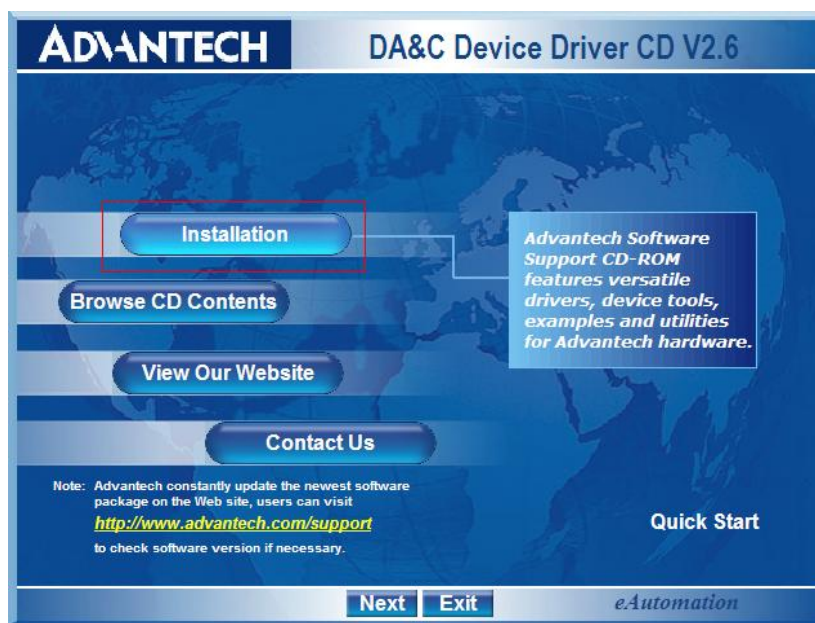 ADVANTECH
DA&C Device Driver CD V2.6
Installation
Advantech Software
Support CD-ROM
features versatile
drivers, device tools,
examples and utilities
for Advantech hardware.
Browse CD Contents
View Our Website
Contact Us
Note: Advantech constantly update the newest software
package on the Web site, users can visit
http://www.advantech.com/support
to check software version if necessary.
Quick Start
Next Exit
eAutomation